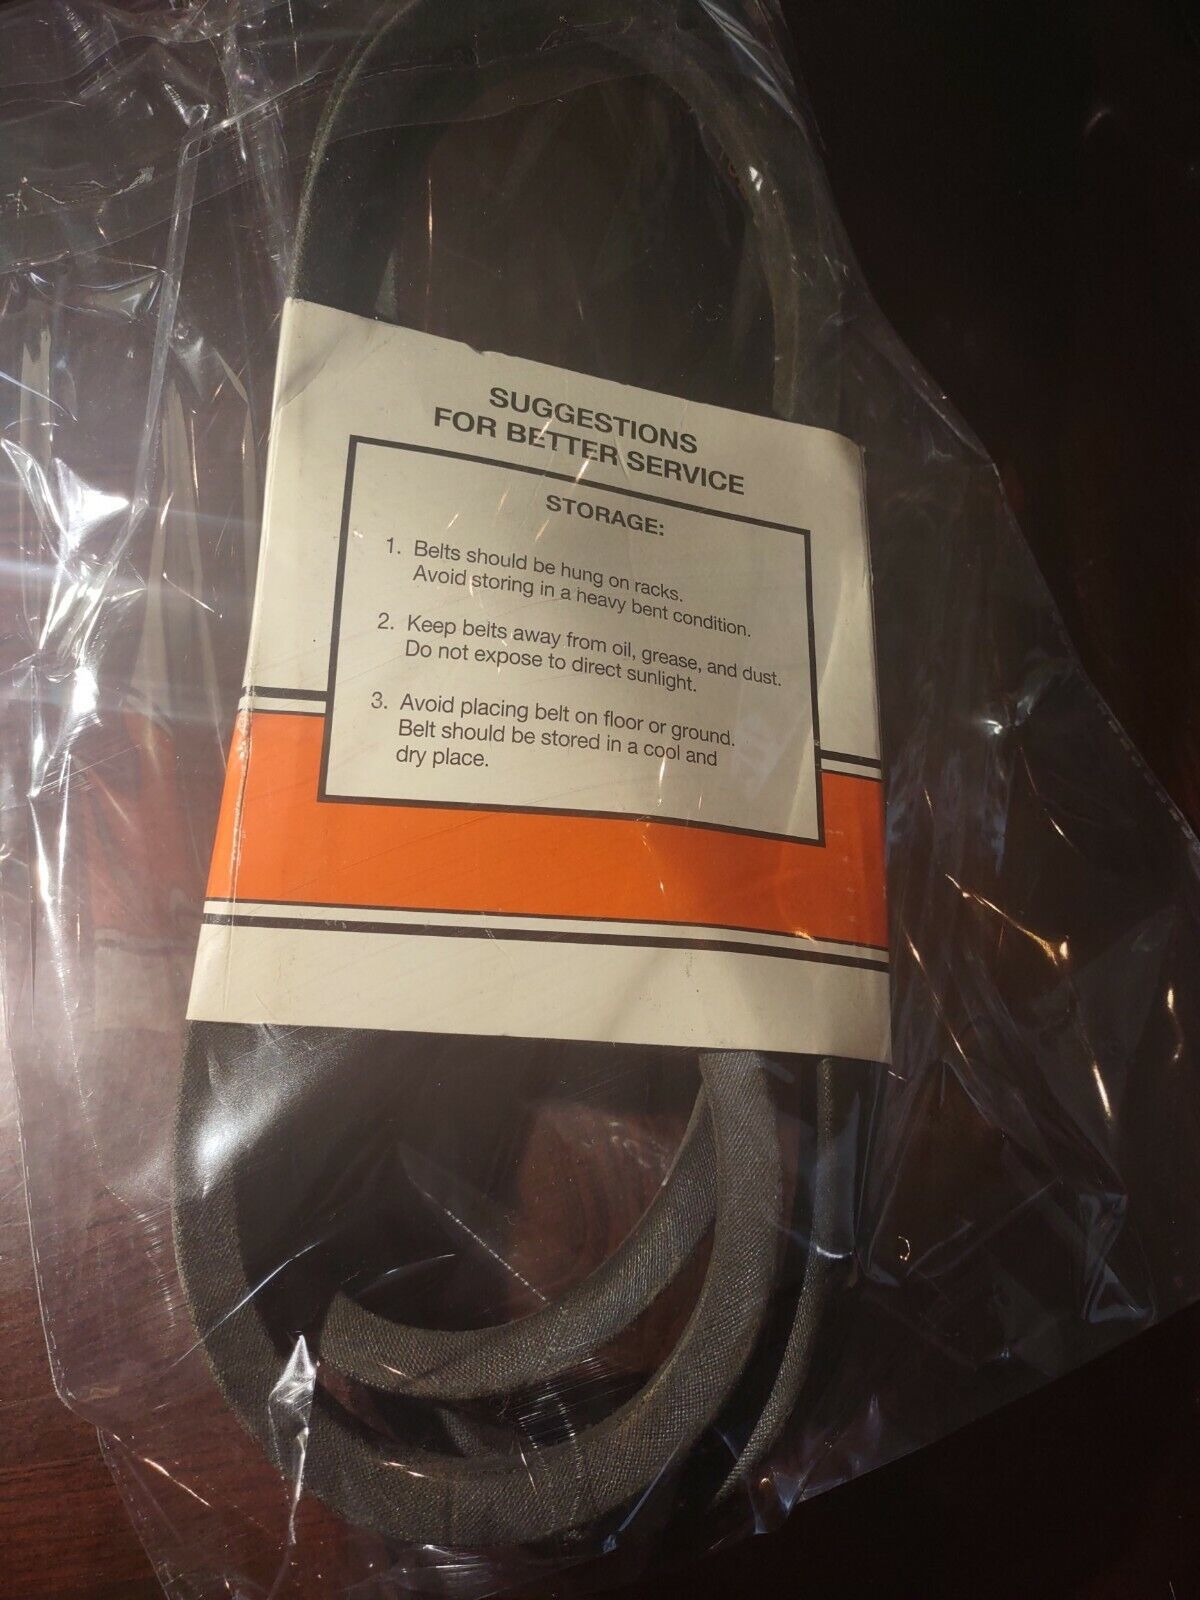 SUGGESTIONS
FOR BETTER SERVICE
STORAGE:
1. Belts should be hung on racks.
Avoid storing in a heavy bent condition.
2. Keep belts away from oil, grease, and dust.
Do not expose to direct sunlight.
3. Avoid placing belt on floor or ground.
Belt should be stored in a cool and
dry place.